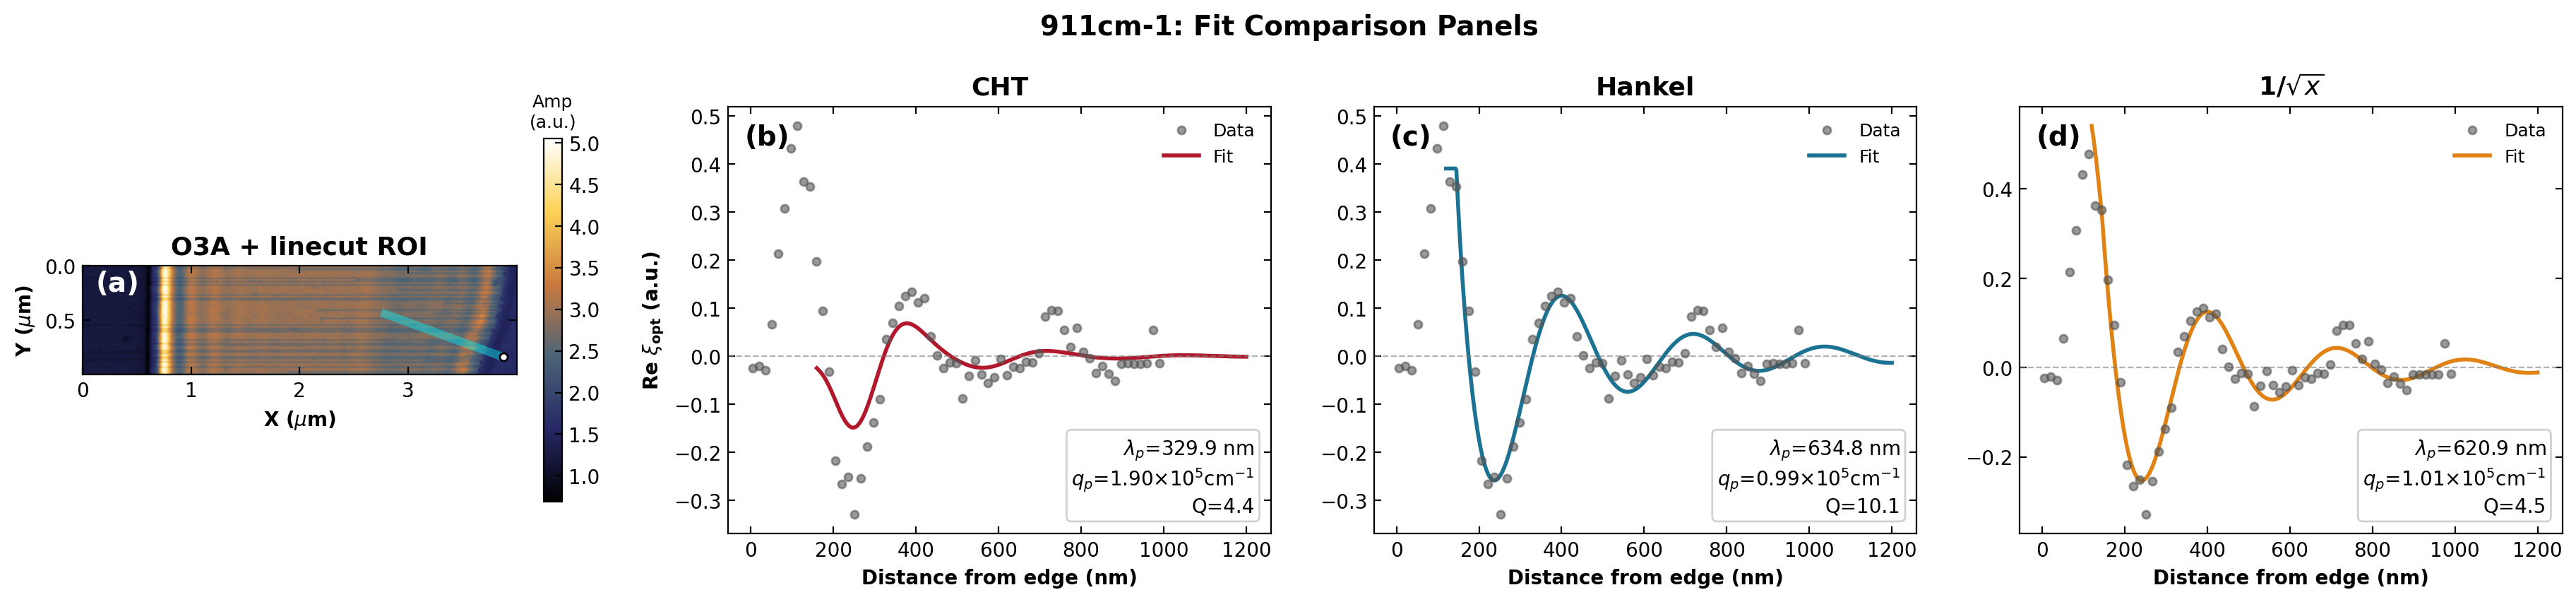 911cm-1: Fit Comparison Panels
O3A + linecut ROI
(a)
Y (μm)
0.0
0.5
0
1
2
3
X (μm)
Amp
(a.u.)
5.0
4.5
4.0
3.5
3.0
2.5
2.0
1.5
1.0
CHT
(b)
Data
Fit
Re ξopt (a.u.)
0.5
0.4
0.3
0.2
0.1
0.0
−0.1
−0.2
−0.3
λp=329.9 nm
qp=1.90×10⁵cm⁻¹
Q=4.4
0 200 400 600 800 1000 1200
Distance from edge (nm)
Hankel
(c)
Data
Fit
0.5
0.4
0.3
0.2
0.1
0.0
−0.1
−0.2
−0.3
λp=634.8 nm
qp=0.99×10⁵cm⁻¹
Q=10.1
0 200 400 600 800 1000 1200
Distance from edge (nm)
1/√x
(d)
Data
Fit
0.4
0.2
0.0
−0.2
λp=620.9 nm
qp=1.01×10⁵cm⁻¹
Q=4.5
0 200 400 600 800 1000 1200
Distance from edge (nm)